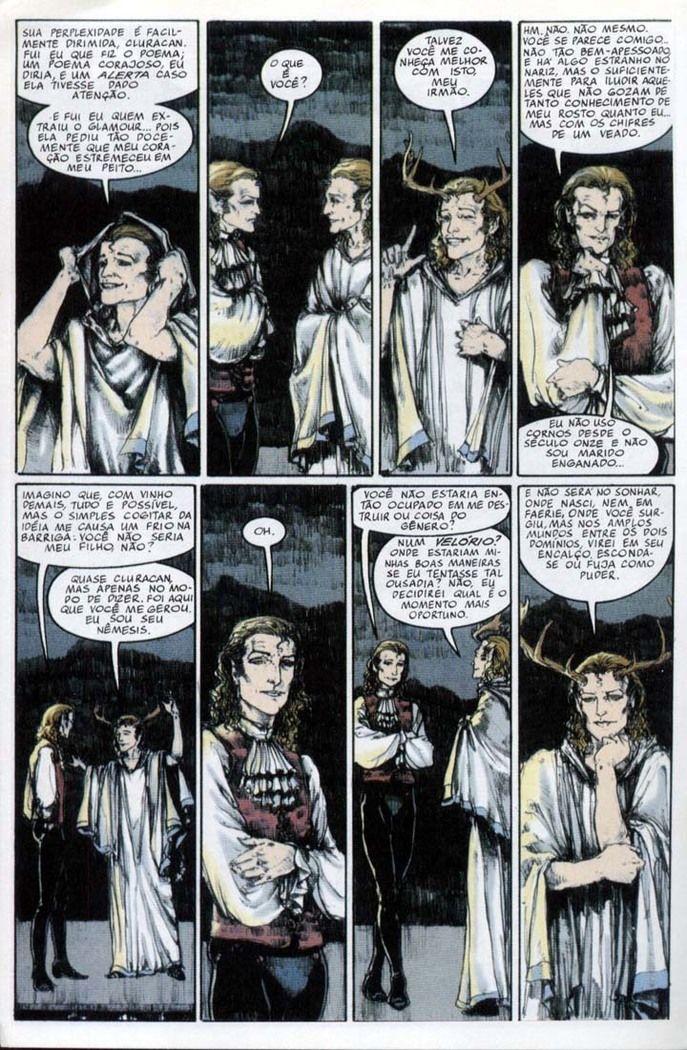 SUA PERPLEXIDADE É FACIL-
MENTE DIRIMIDA, CLURACAN.
FUI EU QUE FIZ O POEMA;
UM POEMA CORAJOSO, EU
DIRIA, E UM ALERTA CASO
ELA TIVESSE DADO
ATENÇÃO.
E FUI EU QUEM EX-
TRAIU O GLAMOUR... POIS
ELA PEDIU TÃO DOCE-
MENTE QUE MEU CORA-
ÇÃO ESTREMECEU EM
MEU PEITO...
O QUE
É
VOCÊ?
TALVEZ
VOCÊ ME CO-
NHEÇA MELHOR
COM ISTO,
MEU
IRMÃO.
HM. NÃO. NÃO MESMO.
VOCÊ SE PARECE COMIGO..
NÃO TÃO BEM-APESSOADO
E HÁ ALGO ESTRANHO NO
NARIZ, MAS O SUFICIENTE-
MENTE PARA ILUDIR AQUE-
LES QUE NÃO GOZAM DE
TANTO CONHECIMENTO DE
MEU ROSTO QUANTO EU...
MAS COM OS CHIFRES
DE UM VEADO.
EU NÃO USO
CORNOS DESDE O
SÉCULO ONZE E NÃO
SOU MARIDO
ENGANADO...
IMAGINO QUE, COM VINHO
DEMAIS, TUDO É POSSÍVEL,
MAS O SIMPLES COGITAR DA
IDÉIA ME CAUSA UM FRIO NA
BARRIGA: VOCÊ NÃO SERIA
MEU FILHO, NÃO?
QUASE CLURACAN,
MAS APENAS NO MO-
DO DE DIZER. FOI AQUI
QUE VOCÊ ME GEROU.
EU SOU SEU
NÊMESIS.
OH.
VOCÊ NÃO ESTARIA EN-
TÃO OCUPADO EM ME DES-
TRUIR OU COISA DO
GÊNERO?
NUM VELÓRIO?
ONDE ESTARIAM MI-
NHAS BOAS MANEIRAS
SE EU TENTASSE TAL
OUSADIA? NÃO, EU
DECIDIREI QUAL É O
MOMENTO MAIS
OPORTUNO.
E NÃO SERÁ NO SONHAR,
ONDE NASCI, NEM EM
FAERIE, ONDE VOCÊ SUR-
GIU, MAS NOS AMPLOS
MUNDOS ENTRE OS DOIS
DOMÍNIOS, VIREI EM SEU
ENCALÇO. ESCONDA-
SE OU FUJA COMO
PUDER.